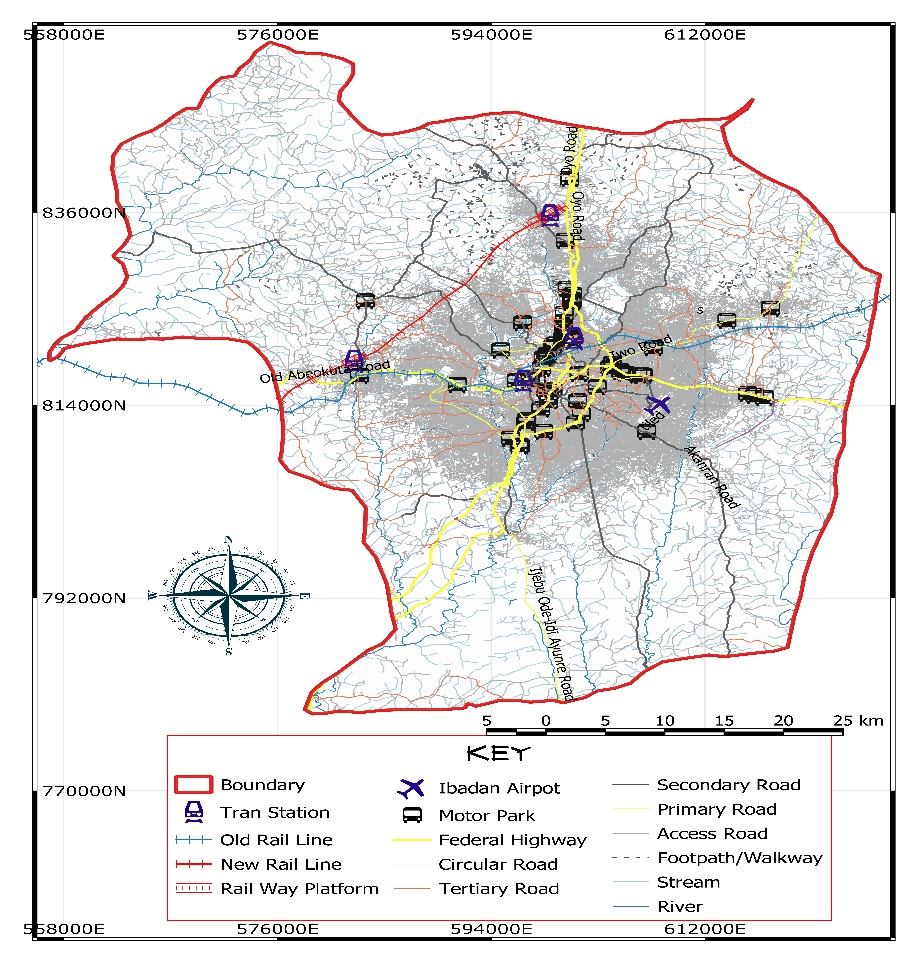 558000E 576000E 594000E 612000E
Oyo Road
836000N
Oyo Road
S
Iwo Road
Old Abeokuta Road
814000N
Akanran Road
N
792000N W E
S
Ijebu Ode-Idi Ayunre Road
5 0 5 10 15 20 25 km
KEY
Boundary Ibadan Airpot Secondary Road
Tran Station Motor Park Primary Road
Old Rail Line Federal Highway Access Road
New Rail Line Circular Road Footpath/Walkway
Rail Way Platform Tertiary Road Stream
River
770000N
558000E 576000E 594000E 612000E